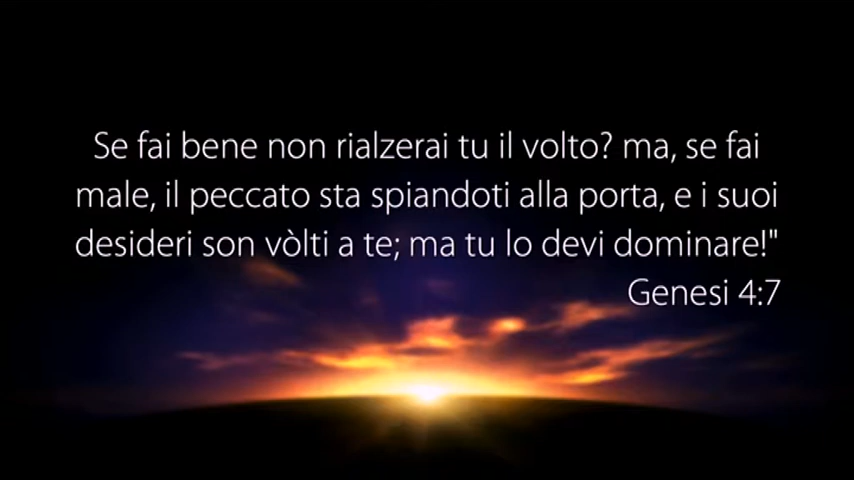 Se fai bene non rialzerai tu il volto? ma, se fai
male, il peccato sta spiandoti alla porta, e i suoi
desideri son vòlti a te; ma tu lo devi dominare!"
Genesi 4:7